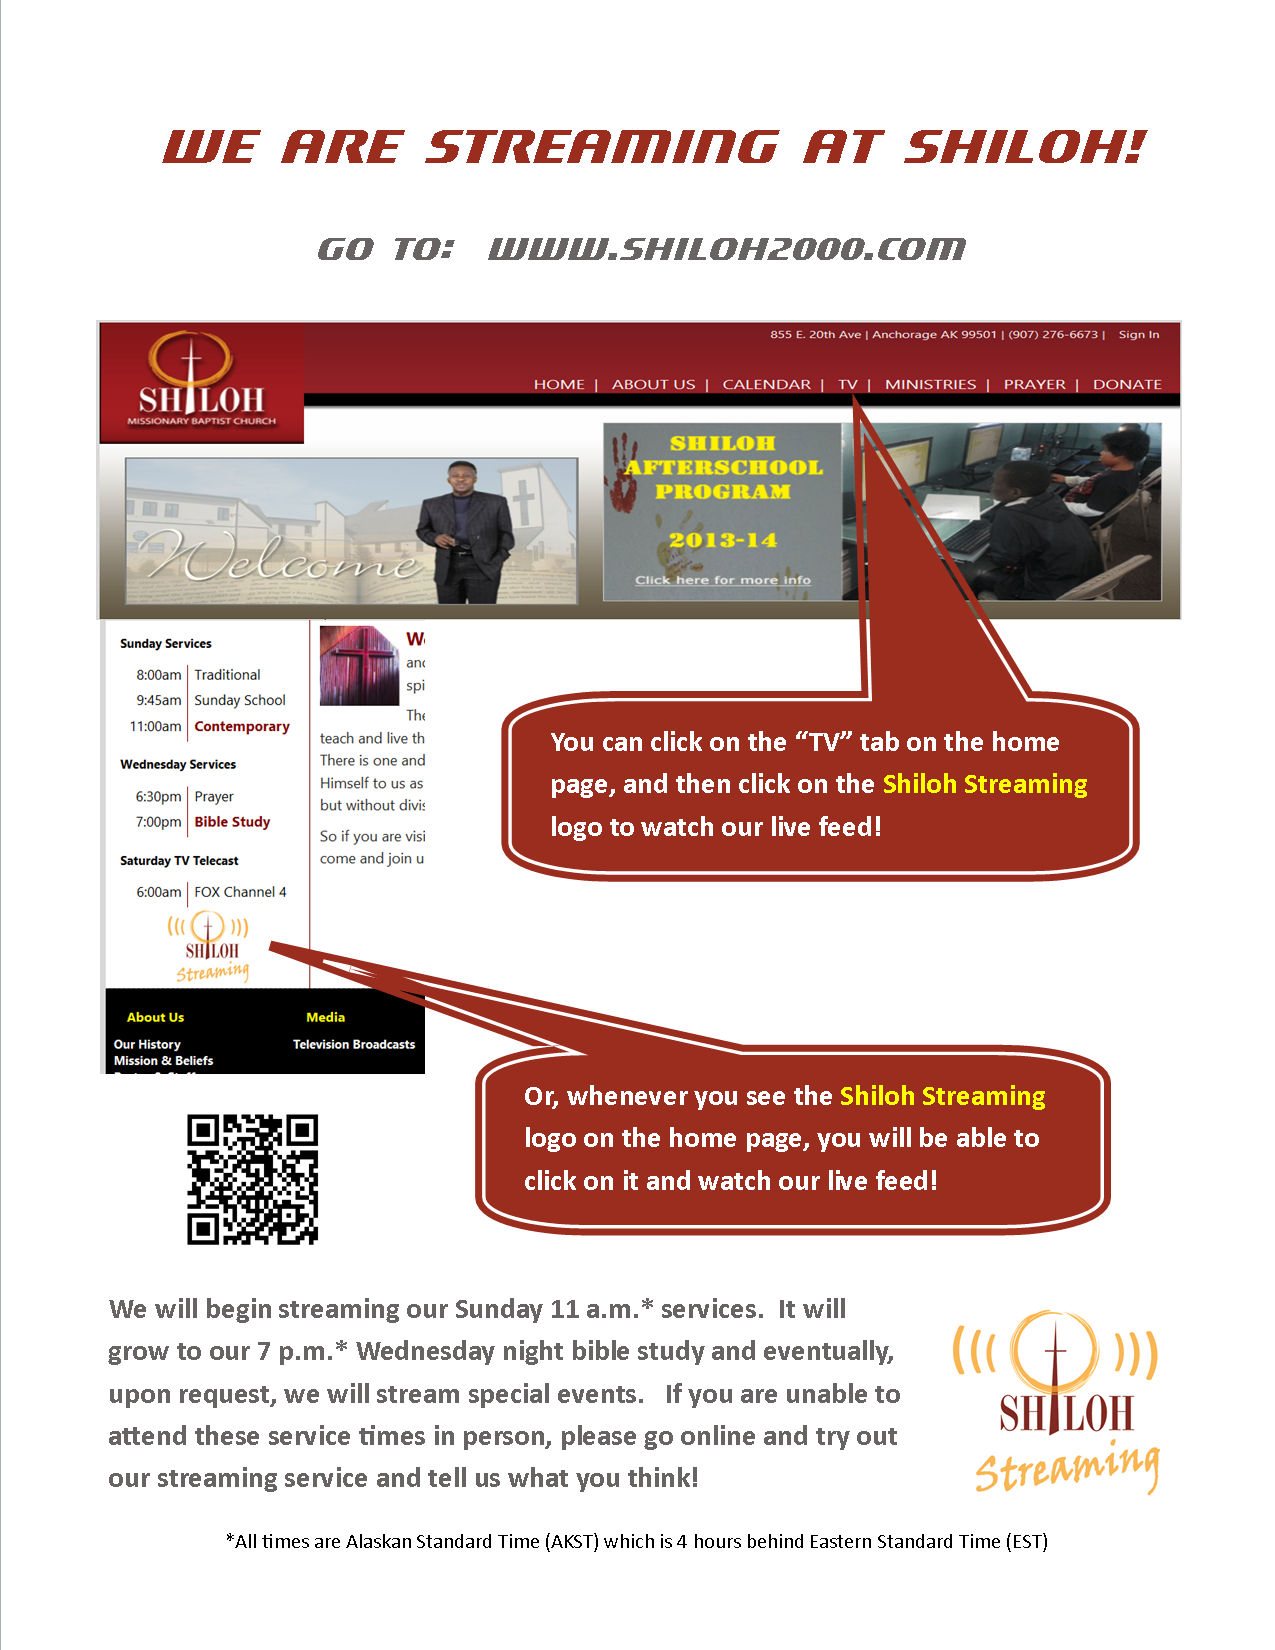 WE ARE STREAMING AT SHILOH!
GO TO: WWW.SHILOH2000.COM
855 E. 20th Ave | Anchorage AK 99501 | (907) 276-6673 | Sign In
HOME | ABOUT US | CALENDAR | TV | MINISTRIES | PRAYER | DONATE
SHILOH
MISSIONARY BAPTIST CHURCH
Welcome
SHILOH
AFTERSCHOOL
PROGRAM
2013-14
Click here for more info
Sunday Services
8:00am Traditional
9:45am Sunday School
11:00am Contemporary
Wednesday Services
6:30pm Prayer
7:00pm Bible Study
Saturday TV Telecast
6:00am FOX Channel 4
SHILOH
Streaming
teach and live th
There is one and
Himself to us as
but without divis
So if you are visi
come and join u
You can click on the “TV” tab on the home
page, and then click on the Shiloh Streaming
logo to watch our live feed!
About Us
Our History
Mission & Beliefs
Media
Television Broadcasts
Or, whenever you see the Shiloh Streaming
logo on the home page, you will be able to
click on it and watch our live feed!
We will begin streaming our Sunday 11 a.m.* services. It will
grow to our 7 p.m.* Wednesday night bible study and eventually,
upon request, we will stream special events. If you are unable to
attend these service times in person, please go online and try out
our streaming service and tell us what you think!
SHILOH
Streaming
*All times are Alaskan Standard Time (AKST) which is 4 hours behind Eastern Standard Time (EST)